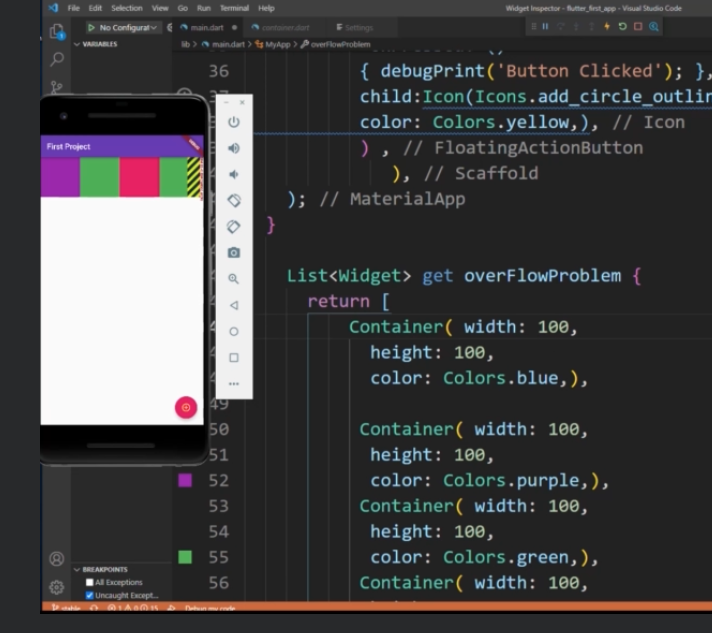 File Edit Selection View Go Run Terminal Help
Widget Inspector - flutter_first_app - Visual Studio Code
No Configurat
main.dart
container.dart
Settings
VARIABLES
lib > main.dart > MyApp > overFlowProblem
36 { debugPrint('Button Clicked'); },
child:Icon(Icons.add_circle_outlin
color: Colors.yellow,), // Icon
) , // FloatingActionButton
), // Scaffold
); // MaterialApp
}
First Project
List<Widget> get overFlowProblem {
return [
Container( width: 100,
height: 100,
color: Colors.blue,),
49
50 Container( width: 100,
51 height: 100,
52 color: Colors.purple,),
53 Container( width: 100,
54 height: 100,
55 color: Colors.green,),
56 Container( width: 100,
BREAKPOINTS
All Exceptions
Uncaught Except...
stable
Debug my code